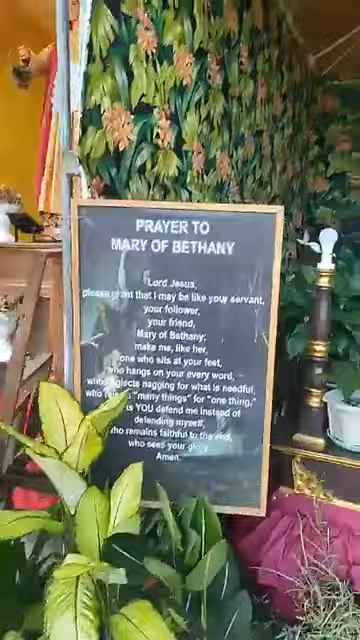 PRAYER TO
MARY OF BETHANY
Lord Jesus,
please grant that I may be like your servant,
your follower,
your friend,
Mary of Bethany;
make me, like her,
one who sits at your feet,
who hangs on your every word,
who neglects nagging for what is needful,
who "many things" for "one thing,"
YOU defend me instead of
defending myself,
who remains faithful to the end,
who sees your glory
Amen.